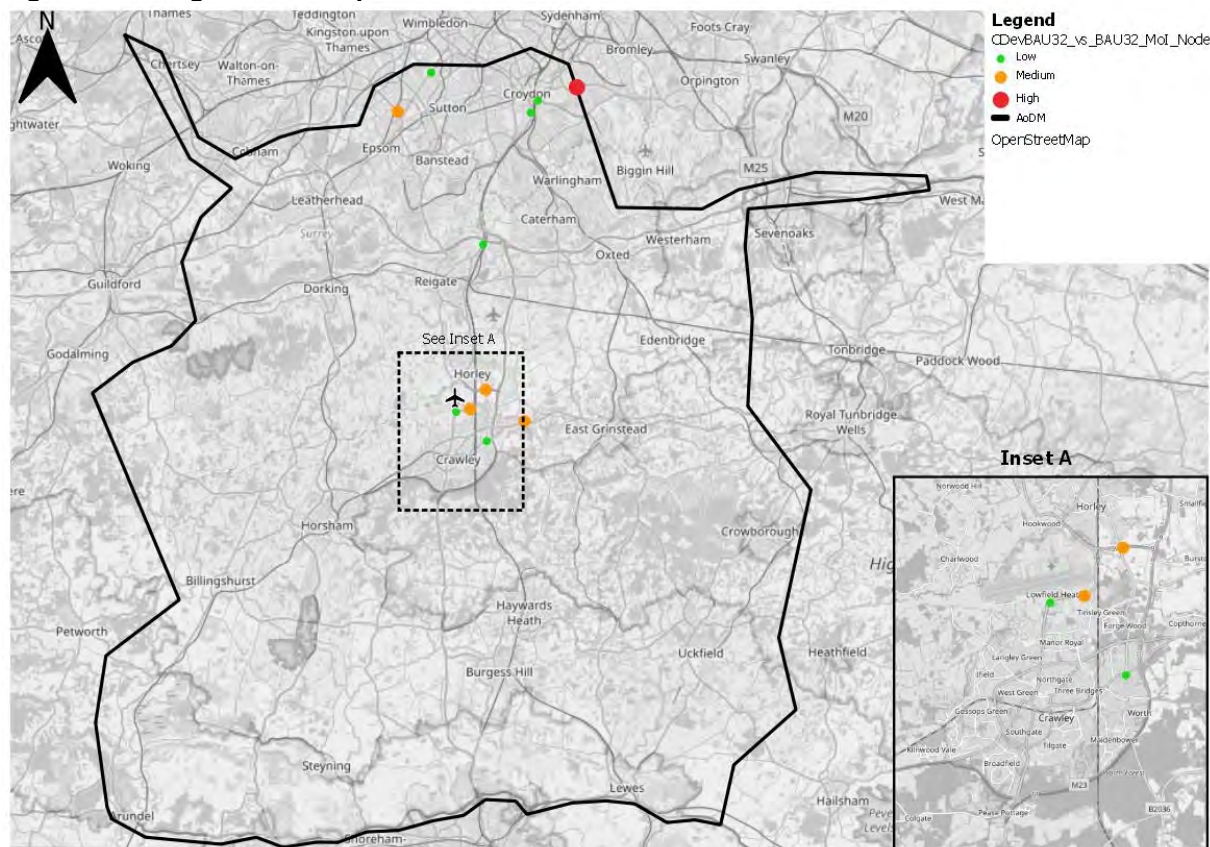 N
Thames
Teddington
Kingston upon
Thames
Wimbledon
Sydenham
Foots Cray
Bromley
Swanley
Chertsey
Walton-on-
Thames
Orpington
Croydon
Sutton
M20
Cobham
Epsom
Banstead
Biggin Hill
M25
Woking
Warlingham
Leatherhead
Caterham
Surrey
Westerham
Sevenoaks
Oxted
Guildford
Dorking
Reigate
See Inset A
Godalming
Edenbridge
Tonbridge
Paddock Wood
Horley
Royal Tunbridge
Wells
East Grinstead
Crawley
Horsham
Crowborough
Billingshurst
Haywards
Heath
Petworth
Uckfield
Heathfield
Burgess Hill
Steyning
Lewes
Hailsham
Arundel
Shoreham-
Levels
Legend
CDevBAU32_vs_BAU32_MoI_Node
Low
Medium
High
AoDM
OpenStreetMap
Inset A
Norwood Hill
Horley
Hookwood
Charlwood
Lowfield Heath
Tinsley Green
Forge Wood
Copthorne
Manor Royal
Langley Green
Ifield
Northgate
West Green
Three Bridges
Gossops Green
Worth
Crawley
Southgate
Maidenbower
Tilgate
Kilnwood Vale
Broadfield
M23
B2036
Pease Pottage
Colgate